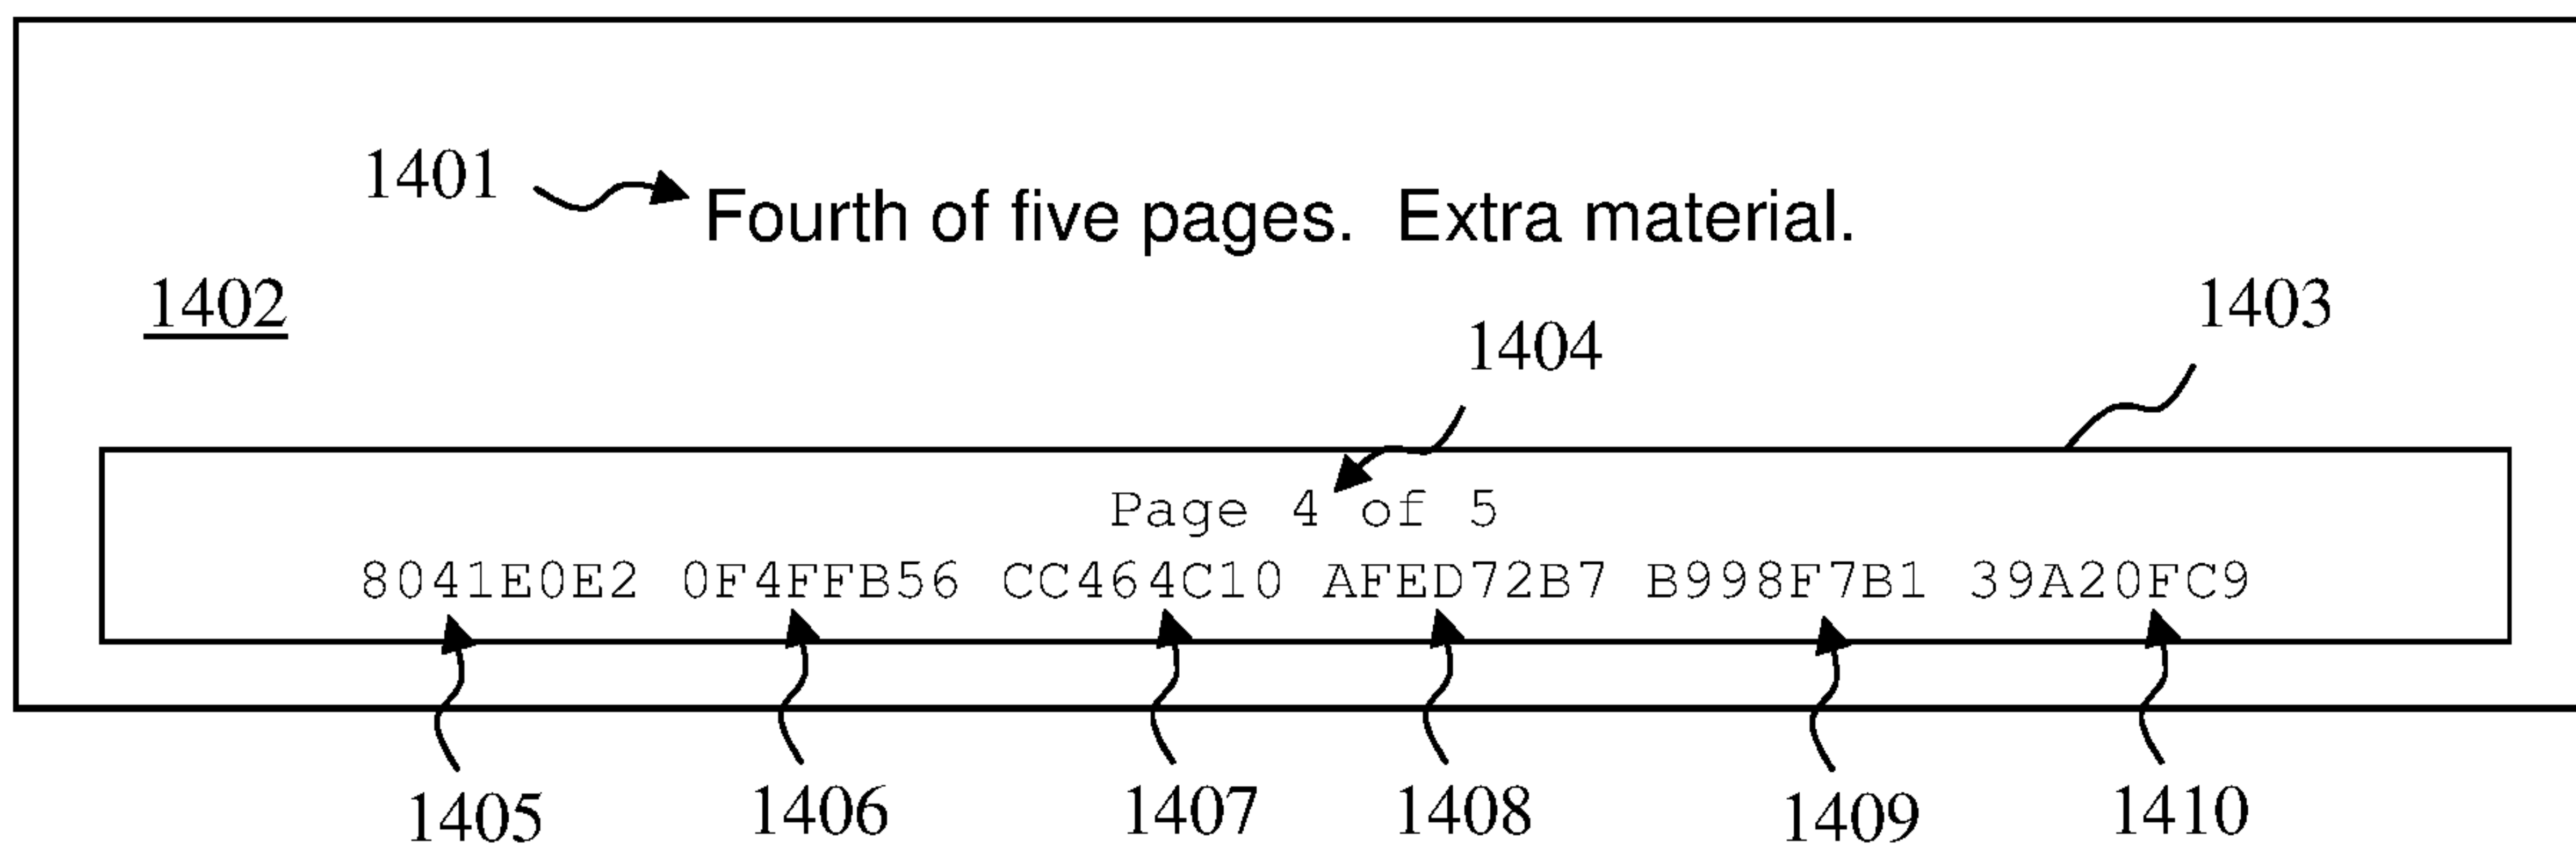 1401
Fourth of five pages.  Extra material.
1402
1403
1404
Page 4 of 5
8041E0E2 0F4FFB56 CC464C10 AFED72B7 B998F7B1 39A20FC9
1405 1406 1407 1408 1409 1410